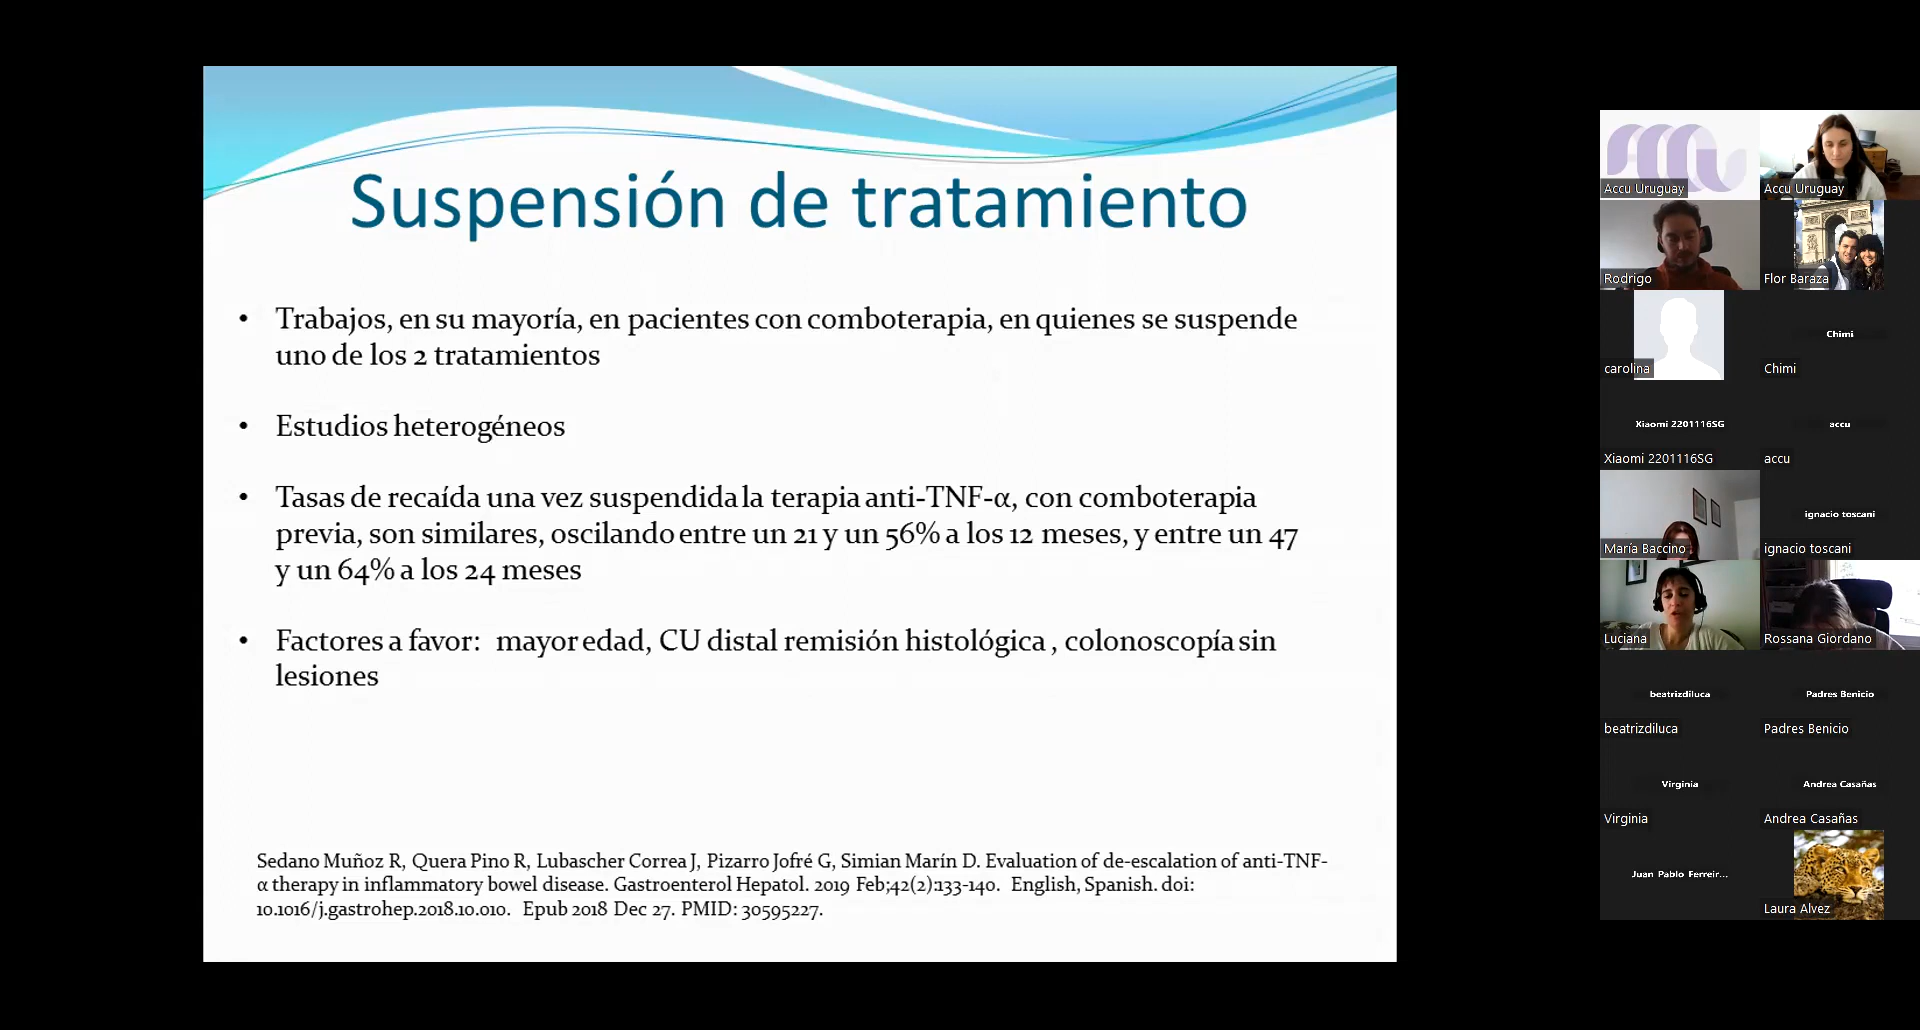 Suspensión de tratamiento
• Trabajos, en su mayoría, en pacientes con comboterapia, en quienes se suspende
uno de los 2 tratamientos
• Estudios heterogéneos
• Tasas de recaída una vez suspendida la terapia anti-TNF-α, con comboterapia
previa, son similares, oscilando entre un 21 y un 56% a los 12 meses, y entre un 47
y un 64% a los 24 meses
• Factores a favor: mayor edad, CU distal remisión histológica , colonoscopía sin
lesiones
Sedano Muñoz R, Quera Pino R, Lubascher Correa J, Pizarro Jofré G, Simian Marín D. Evaluation of de-escalation of anti-TNF-
α therapy in inflammatory bowel disease. Gastroenterol Hepatol. 2019 Feb;42(2):133-140. English, Spanish. doi:
10.1016/j.gastrohep.2018.10.010. Epub 2018 Dec 27. PMID: 30595227.
ACCU
Accu Uruguay
Accu Uruguay
Rodrigo
Flor Baraza
carolina
Chimi
Chimi
Xiaomi 2201116SG
Xiaomi 2201116SG
accu
accu
María Baccino
ignacio toscani
ignacio toscani
Luciana
Rossana Giordano
beatrizdiluca
beatrizdiluca
Padres Benicio
Padres Benicio
Virginia
Virginia
Andrea Casañas
Andrea Casañas
Juan Pablo Ferreir...
Laura Alvez